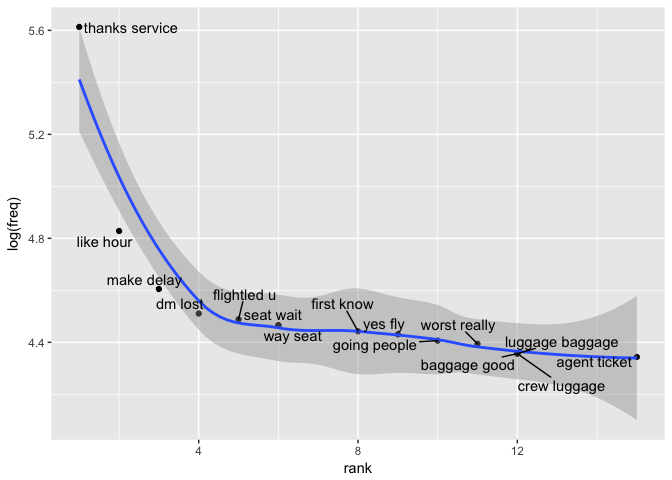 5.6
thanks service
5.2
log(freq)
4.8
like hour
make delay
dm lost
flightled u
seat wait
first know
way seat
yes fly
worst really
going people
luggage baggage
4.4
baggage good
agent ticket
crew luggage
4
8
12
rank